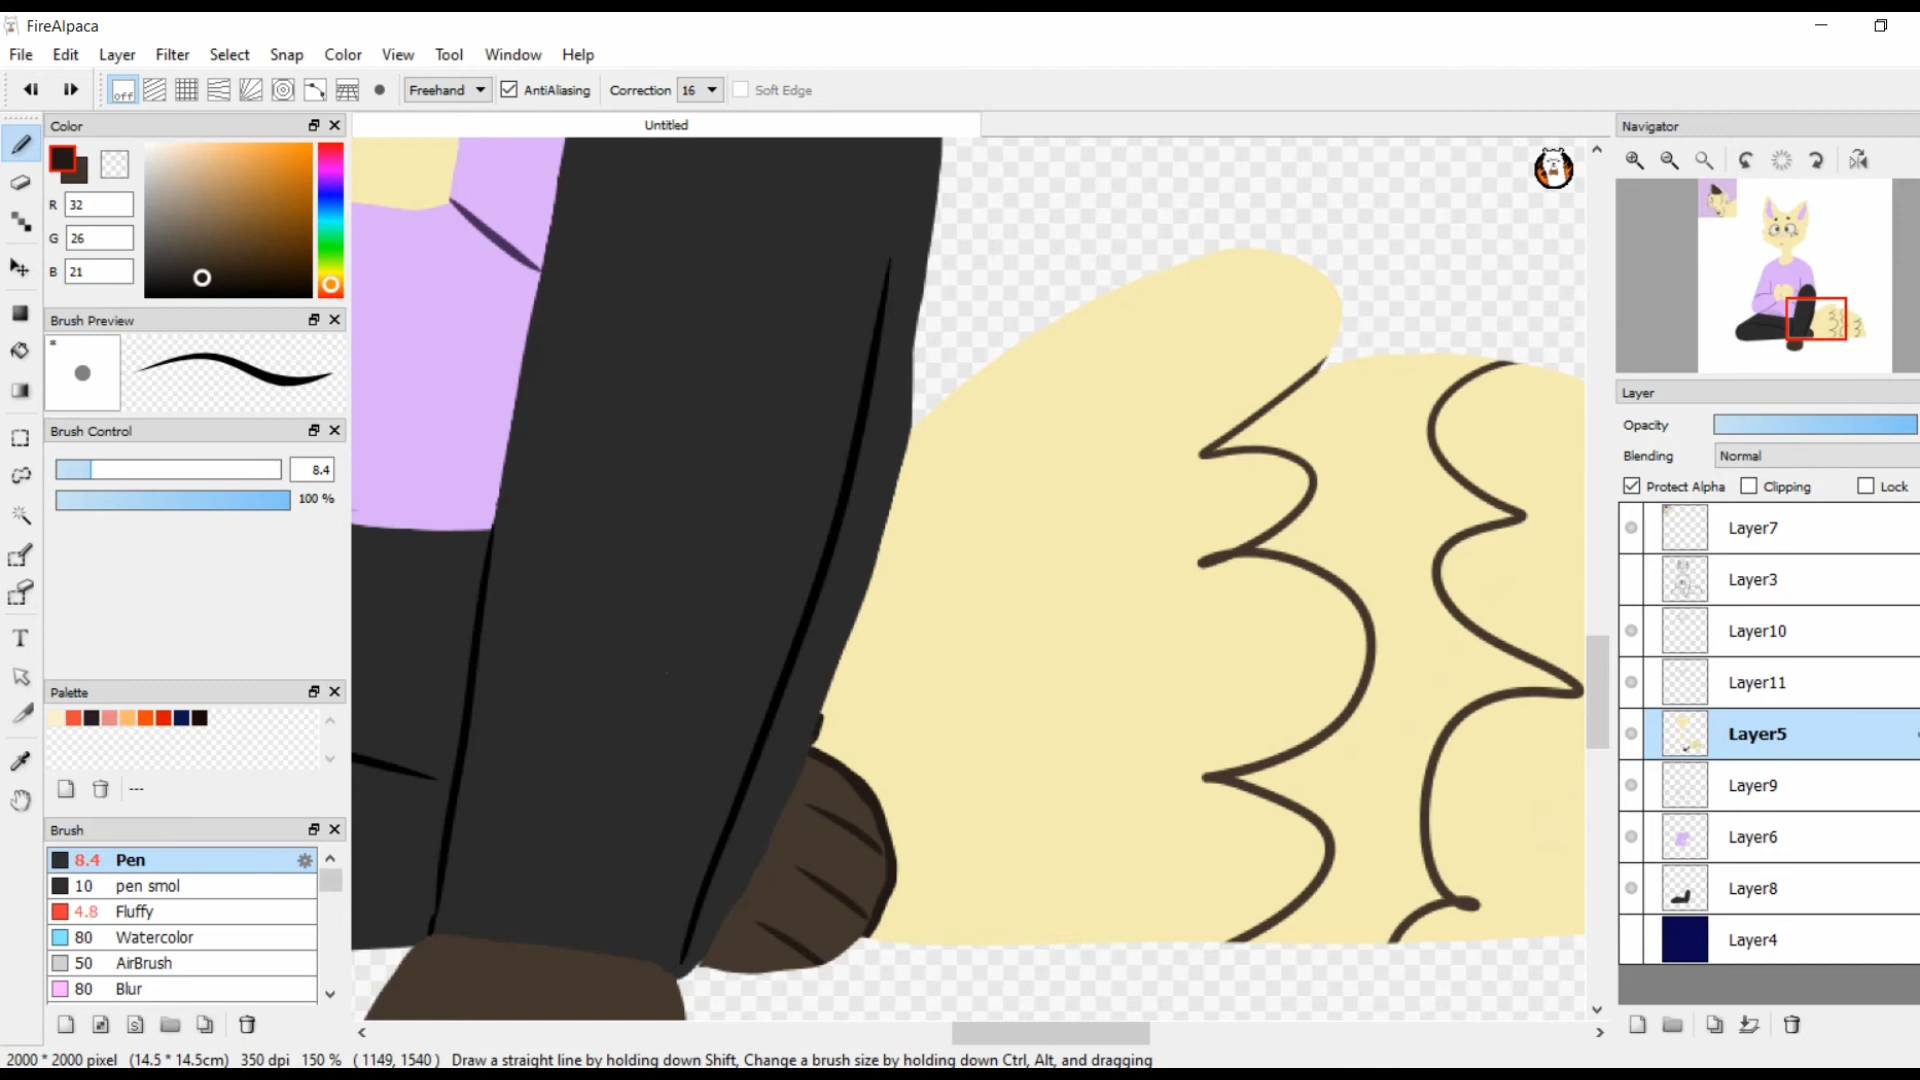 FireAlpaca
File Edit Layer Filter Select Snap Color View Tool Window Help
off Freehand AntiAliasing Correction 16 Soft Edge
Color
R 32
G 26
B 21
Brush Preview
*
Brush Control
8.4
100 %
Palette
---
Brush
8.4 Pen
10 pen smol
4.8 Fluffy
80 Watercolor
50 AirBrush
80 Blur
Untitled
Navigator
Layer
Opacity
Blending Normal
Protect Alpha Clipping Lock
Layer7
Layer3
Layer10
Layer11
Layer5
Layer9
Layer6
Layer8
Layer4
2000 * 2000 pixel (14.5 * 14.5cm) 350 dpi 150 % ( 1149, 1540 ) Draw a straight line by holding down Shift, Change a brush size by holding down Ctrl, Alt, and dragging